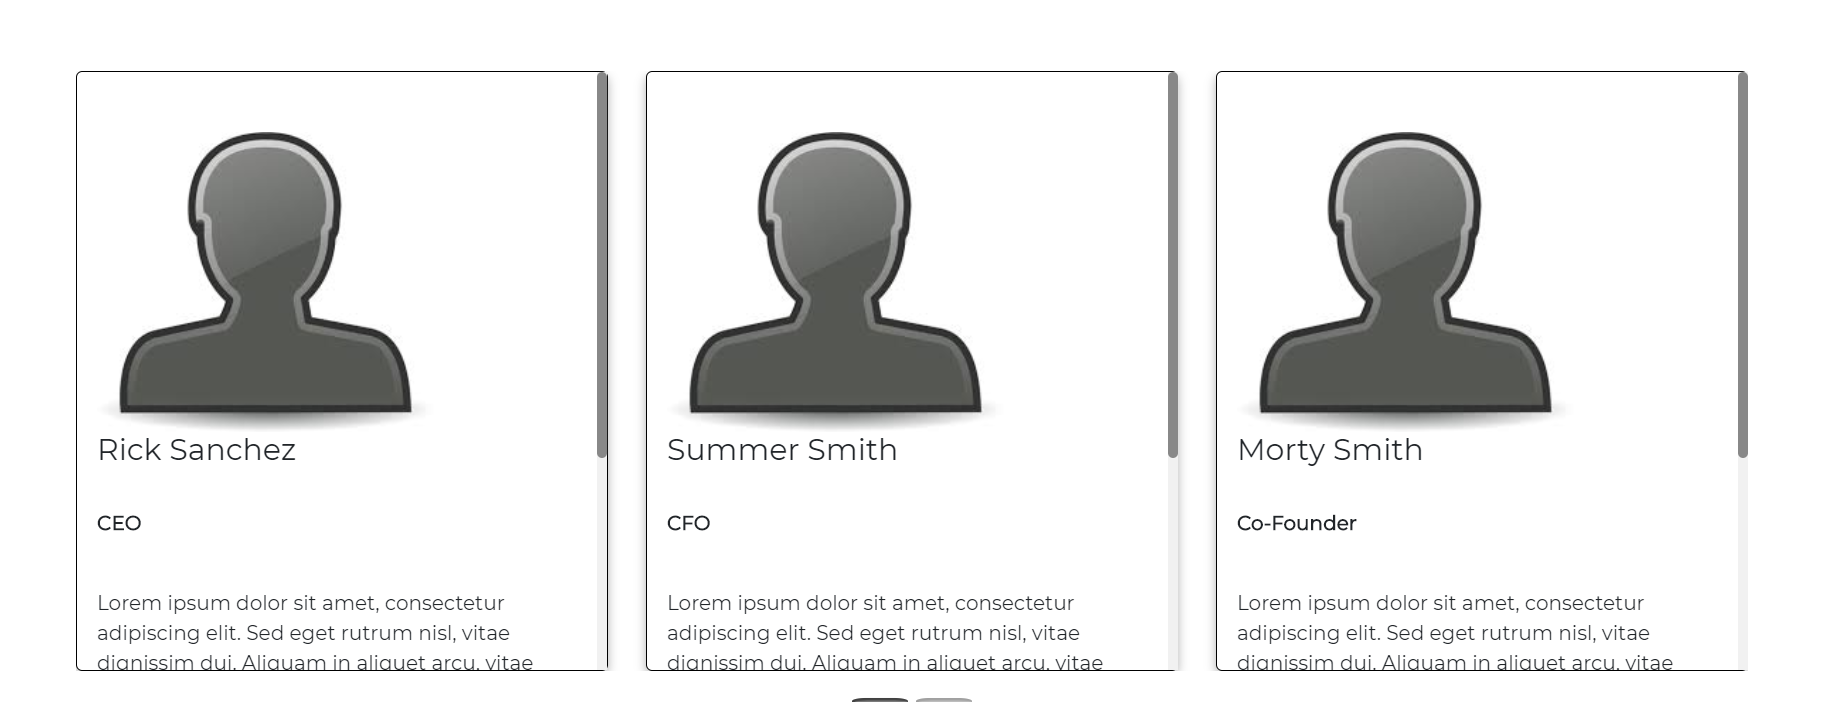 Rick Sanchez
CEO
Lorem ipsum dolor sit amet, consectetur
adipiscing elit. Sed eget rutrum nisl, vitae
dignissim dui. Aliquam in aliquet arcu, vitae
Summer Smith
CFO
Lorem ipsum dolor sit amet, consectetur
adipiscing elit. Sed eget rutrum nisl, vitae
dignissim dui. Aliquam in aliquet arcu, vitae
Morty Smith
Co-Founder
Lorem ipsum dolor sit amet, consectetur
adipiscing elit. Sed eget rutrum nisl, vitae
dignissim dui. Aliquam in aliquet arcu, vitae